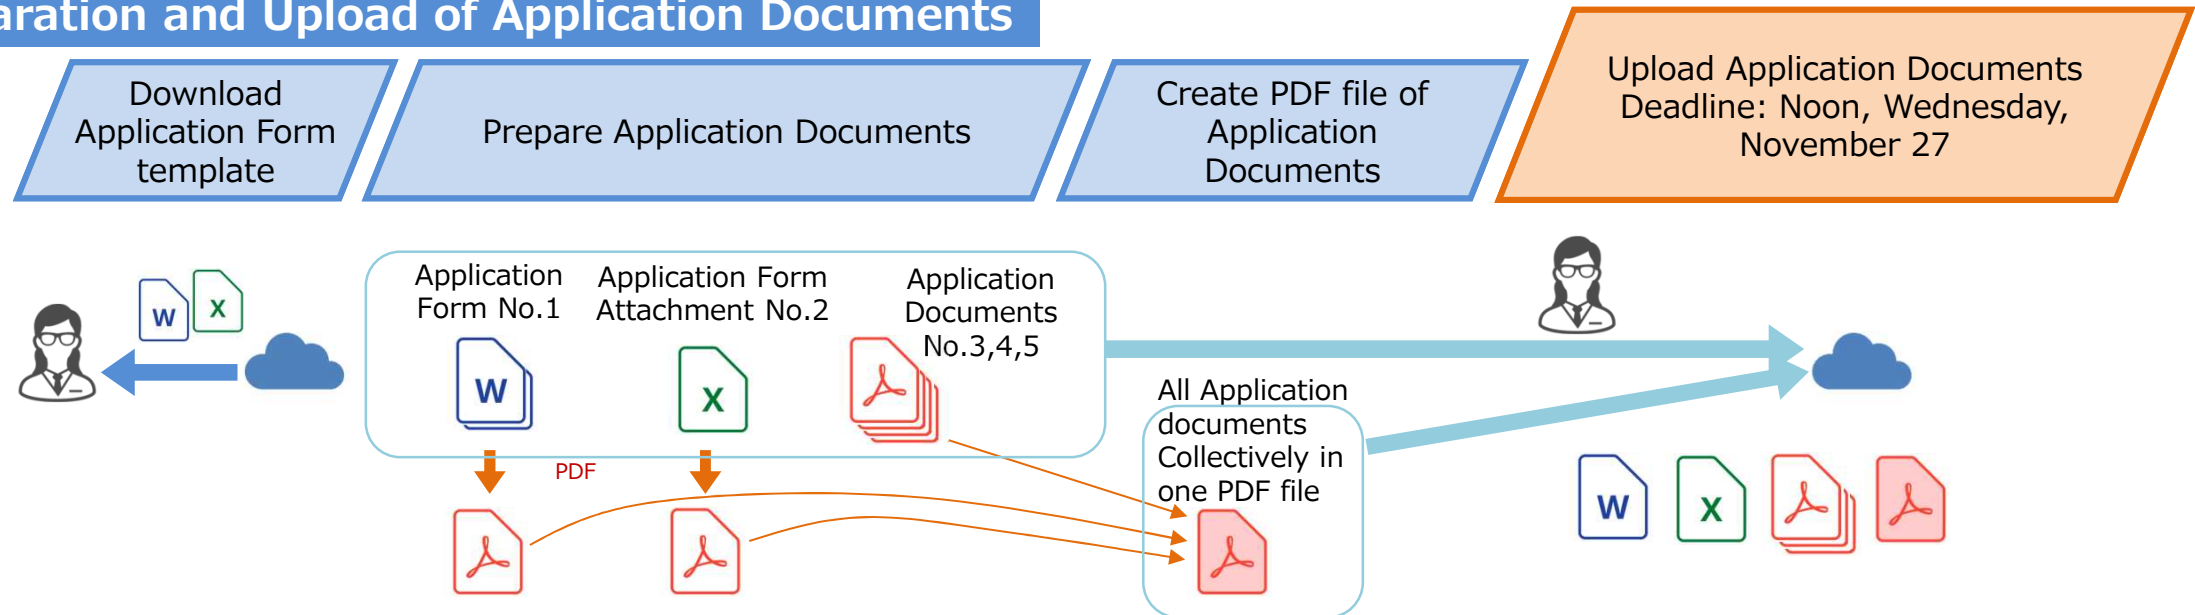 and Upload of Application Documents
Download
Application Form
template
Prepare Application Documents
Create PDF file of
Application
Documents
Upload Application Documents
Deadline: Noon, Wednesday,
November 27
W
X
Application
Form No.1
Application Form
Attachment No.2
Application
Documents
No.3,4,5
W
X
PDF
All Application
documents
Collectively in
one PDF file
W
X